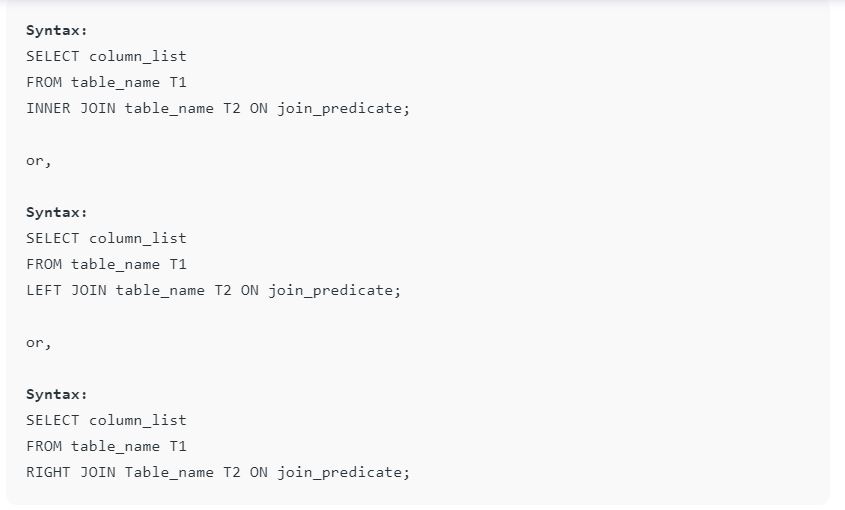 Syntax:
SELECT column_list
FROM table_name T1
INNER JOIN table_name T2 ON join_predicate;
or,
Syntax:
SELECT column_list
FROM table_name T1
LEFT JOIN table_name T2 ON join_predicate;
or,
Syntax:
SELECT column_list
FROM table_name T1
RIGHT JOIN Table_name T2 ON join_predicate;